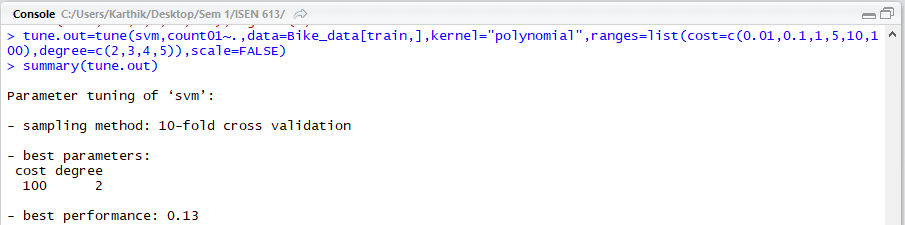 Console C:/Users/Karthik/Desktop/Sem 1/ISEN 613/
> tune.out=tune(svm,count01~.,data=Bike_data[train,],kernel="polynomial",ranges=list(cost=c(0.01,0.1,1,5,10,1
00),degree=c(2,3,4,5)),scale=FALSE)
> summary(tune.out)
Parameter tuning of ‘svm’:
- sampling method: 10-fold cross validation
- best parameters:
cost degree
100 2
- best performance: 0.13